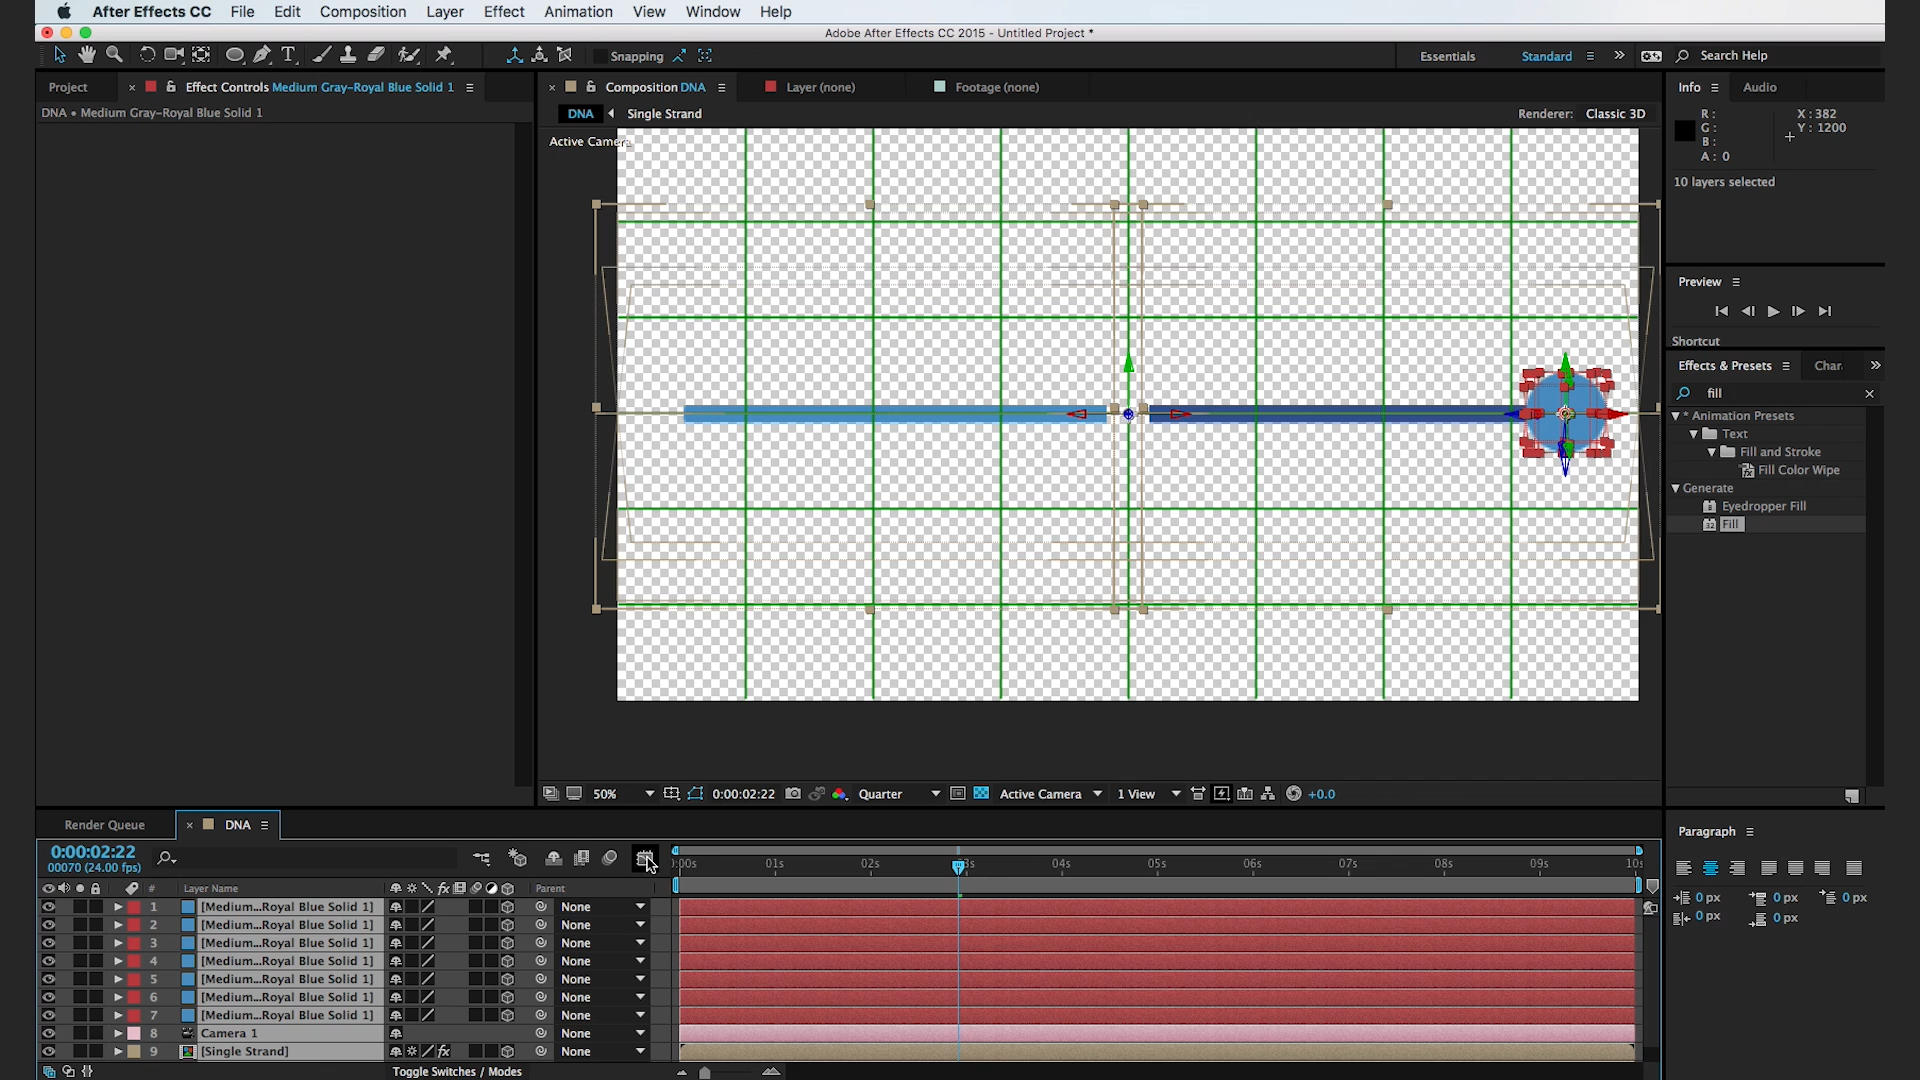 After Effects CC File Edit Composition Layer Effect Animation View Window Help
Adobe After Effects CC 2015 - Untitled Project *
Snapping
Essentials Standard Search Help
Project Effect Controls Medium Gray-Royal Blue Solid 1
DNA • Medium Gray-Royal Blue Solid 1
Composition DNA Layer (none) Footage (none)
DNA Single Strand Renderer: Classic 3D
Active Camera
Info Audio
R: X: 382
G: Y: 1200
B:
A: 0
10 layers selected
Preview
Shortcut
Effects & Presets Char
fill
* Animation Presets
Text
Fill and Stroke
Fill Color Wipe
Generate
Eyedropper Fill
Fill
50% 0:00:02:22 Quarter Active Camera 1 View +0.0
Render Queue DNA
0:00:02:22
00070 (24.00 fps)
:00s 01s 02s 04s 05s 06s 07s 08s 09s
# Layer Name Parent
1 [Medium...Royal Blue Solid 1] None
2 [Medium...Royal Blue Solid 1] None
3 [Medium...Royal Blue Solid 1] None
4 [Medium...Royal Blue Solid 1] None
5 [Medium...Royal Blue Solid 1] None
6 [Medium...Royal Blue Solid 1] None
7 [Medium...Royal Blue Solid 1] None
8 Camera 1 None
9 [Single Strand] None
Toggle Switches / Modes
Paragraph
0 px 0 px 0 px
0 px 0 px